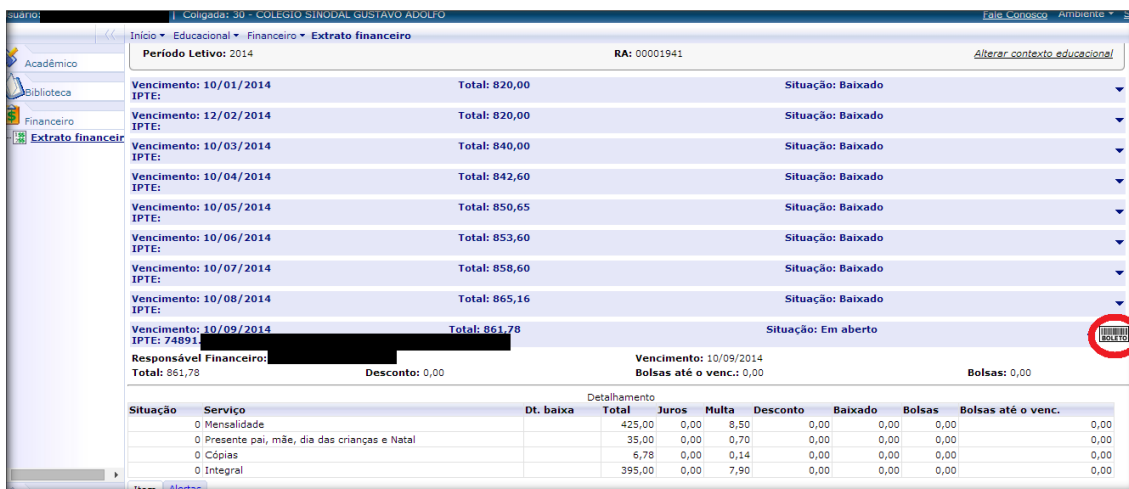 suário: | Coligada: 30 - COLEGIO SINODAL GUSTAVO ADOLFO Fale Conosco Ambiente
Início Educacional Financeiro Extrato financeiro
Período Letivo: 2014 RA: 00001941 Alterar contexto educacional
Acadêmico
Biblioteca
Financeiro
Extrato financeir
Vencimento: 10/01/2014 Total: 820,00 Situação: Baixado
IPTE:
Vencimento: 12/02/2014 Total: 820,00 Situação: Baixado
IPTE:
Vencimento: 10/03/2014 Total: 840,00 Situação: Baixado
IPTE:
Vencimento: 10/04/2014 Total: 842,60 Situação: Baixado
IPTE:
Vencimento: 10/05/2014 Total: 850,65 Situação: Baixado
IPTE:
Vencimento: 10/06/2014 Total: 853,60 Situação: Baixado
IPTE:
Vencimento: 10/07/2014 Total: 858,60 Situação: Baixado
IPTE:
Vencimento: 10/08/2014 Total: 865,16 Situação: Baixado
IPTE:
Vencimento: 10/09/2014 Total: 861,78 Situação: Em aberto BOLETO
IPTE: 74891.
Responsável Financeiro: Vencimento: 10/09/2014
Total: 861,78 Desconto: 0,00 Bolsas até o venc.: 0,00 Bolsas: 0,00
Detalhamento
Situação Serviço Dt. baixa Total Juros Multa Desconto Baixado Bolsas Bolsas até o venc.
0 Mensalidade 425,00 0,00 8,50 0,00 0,00 0,00 0,00
0 Presente pai, mãe, dia das crianças e Natal 35,00 0,00 0,70 0,00 0,00 0,00 0,00
0 Cópias 6,78 0,00 0,14 0,00 0,00 0,00 0,00
0 Integral 395,00 0,00 7,90 0,00 0,00 0,00 0,00
Item Alertas